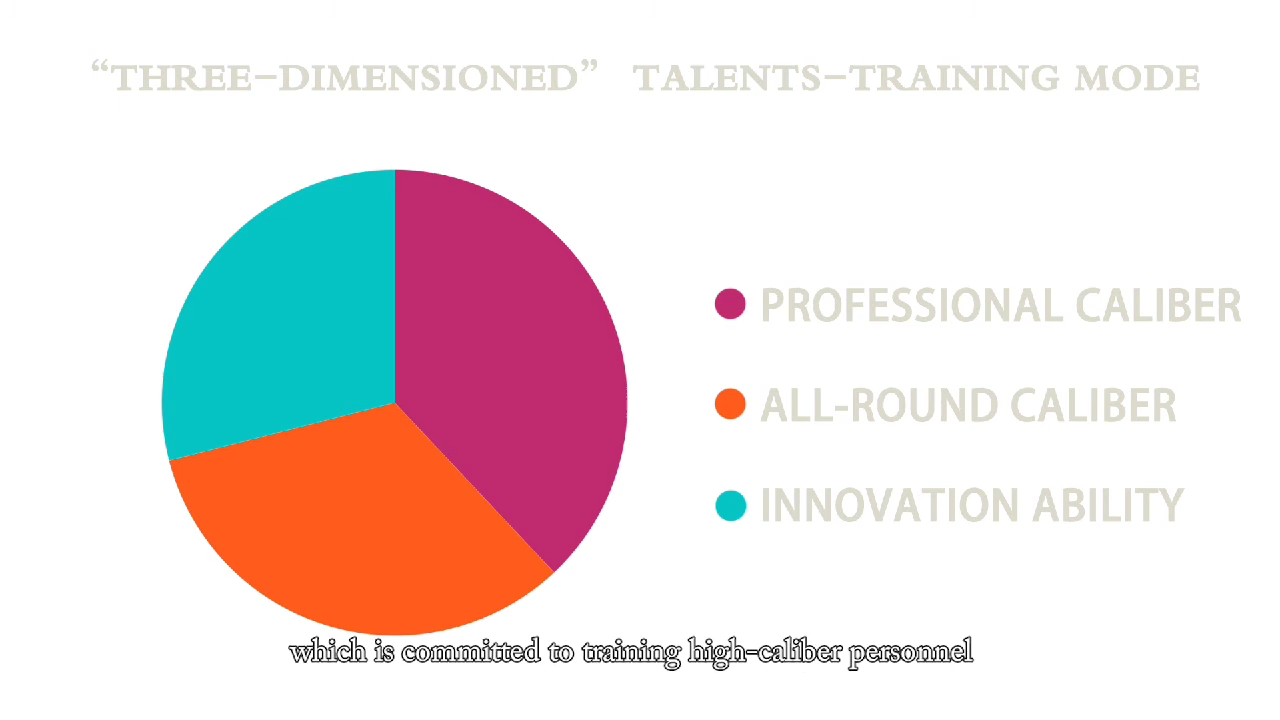 “THREE-DIMENSIONED” TALENTS-TRAINING MODE
PROFESSIONAL CALIBER
ALL-ROUND CALIBER
INNOVATION ABILITY
which is committed to training high-caliber personnel